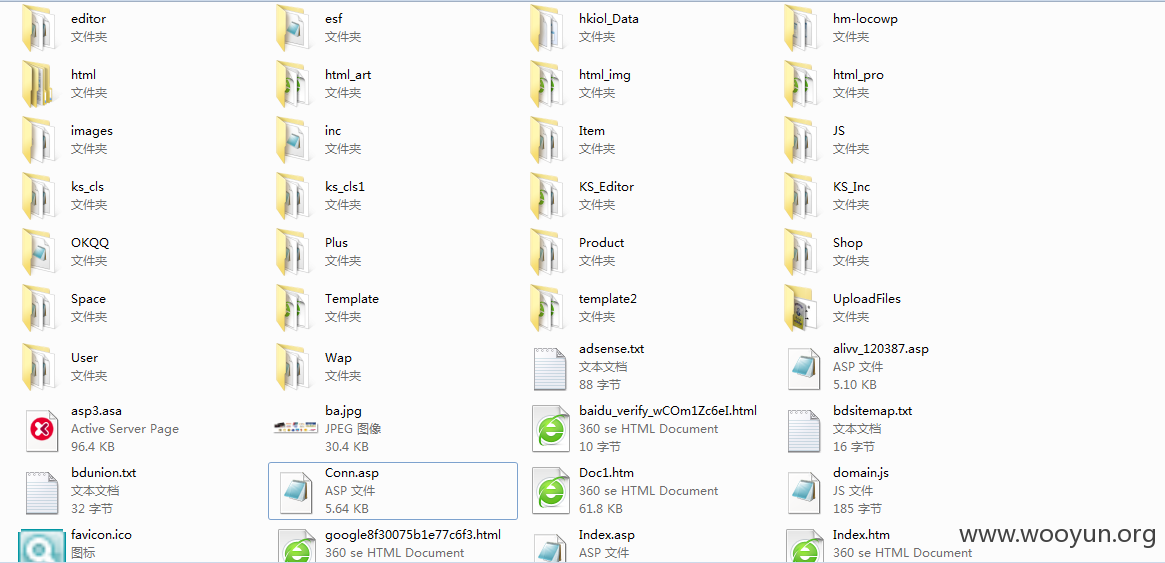 editor
文件夹
esf
文件夹
hkiol_Data
文件夹
hm-locowp
文件夹
html
文件夹
html_art
文件夹
html_img
文件夹
html_pro
文件夹
images
文件夹
inc
文件夹
Item
文件夹
JS
文件夹
ks_cls
文件夹
ks_cls1
文件夹
KS_Editor
文件夹
KS_Inc
文件夹
OKQQ
文件夹
Plus
文件夹
Product
文件夹
Shop
文件夹
Space
文件夹
Template
文件夹
template2
文件夹
UploadFiles
文件夹
User
文件夹
Wap
文件夹
adsense.txt
文本文档
88 字节
alivv_120387.asp
ASP 文件
5.10 KB
asp3.asa
Active Server Page
96.4 KB
ba.jpg
JPEG 图像
30.4 KB
baidu_verify_wCOm1Zc6eI.html
360 se HTML Document
10 字节
bdsitemap.txt
文本文档
16 字节
bdunion.txt
文本文档
32 字节
Conn.asp
ASP 文件
5.64 KB
Doc1.htm
360 se HTML Document
61.8 KB
domain.js
JS 文件
185 字节
favicon.ico
图标
google8f30075b1e77c6f3.html
360 se HTML Document
Index.asp
ASP 文件
Index.htm
360 se HTML Document
www.wooyun.org